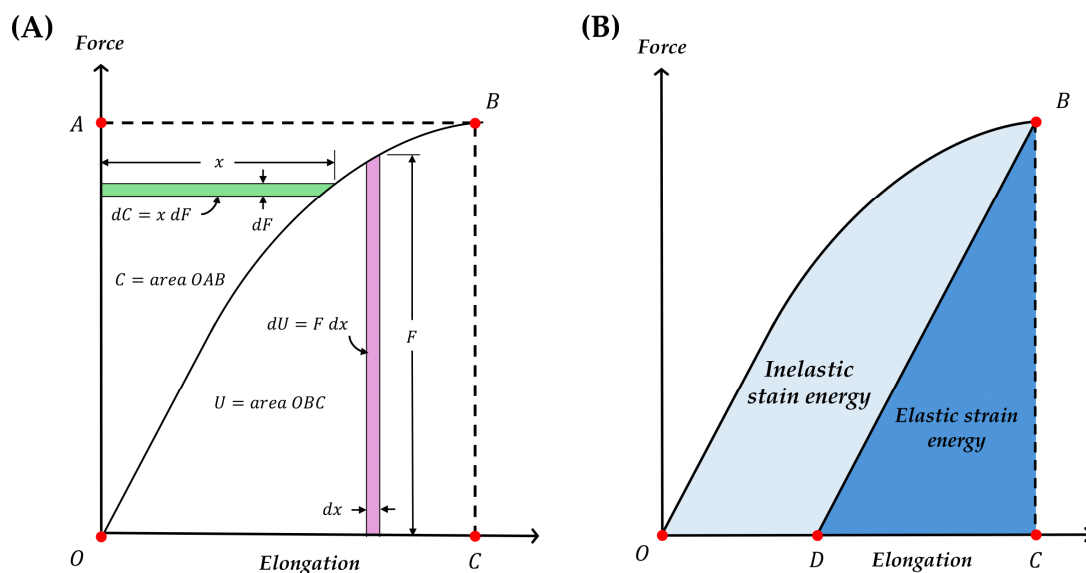 (A)
Force
A
B
x
dC = x dF
dF
C = area OAB
dU = F dx
F
U = area OBC
dx
O
Elongation
C
(B)
Force
B
Inelastic
stain energy
Elastic strain
energy
O
D
Elongation
C